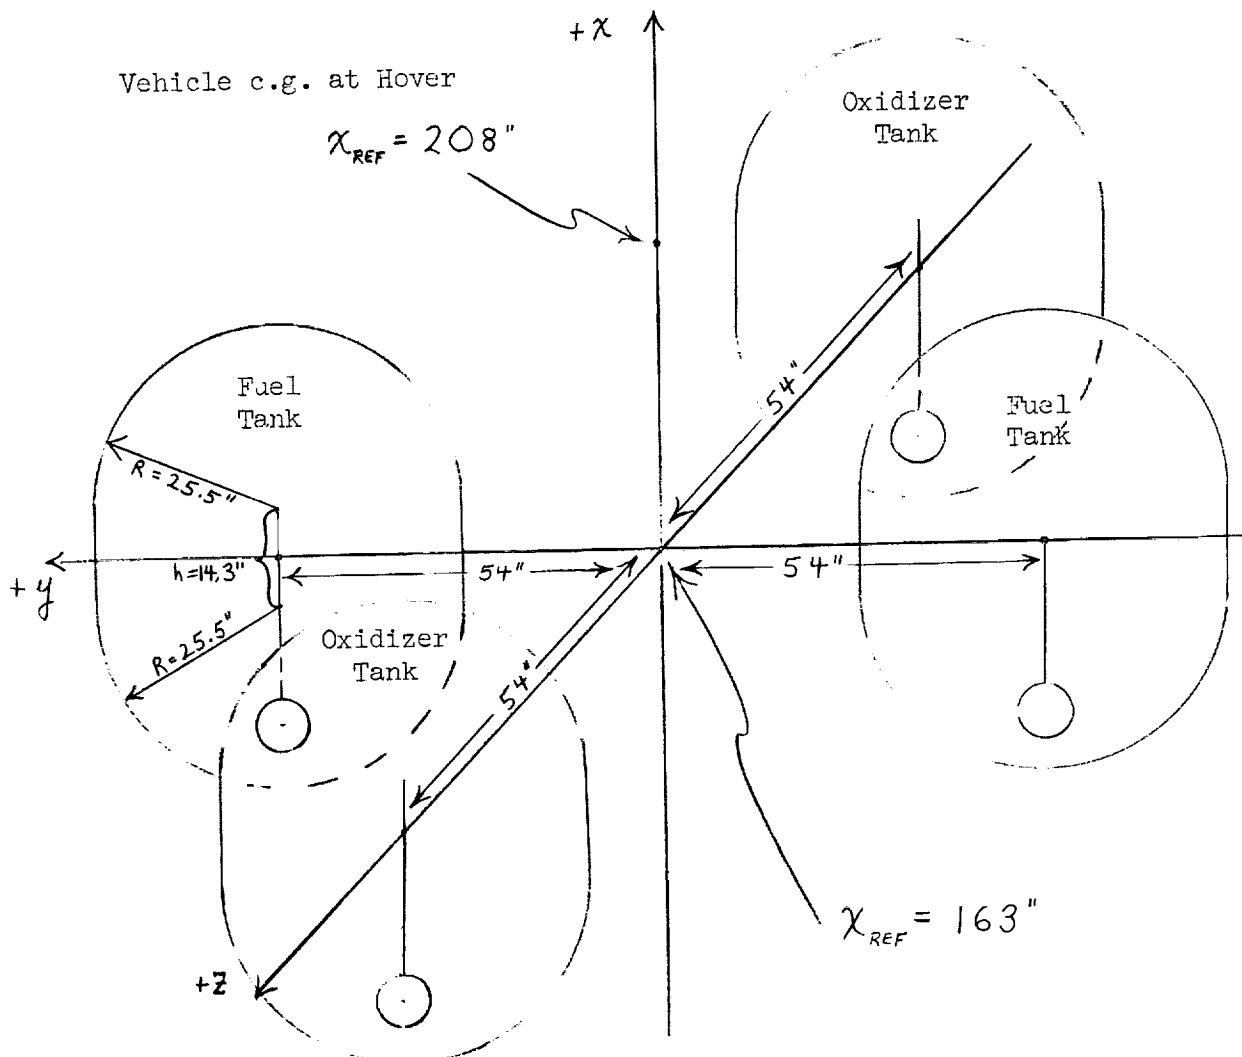 +x
Vehicle c.g. at Hover
x_REF = 208"
Oxidizer
Tank
54"
Fuel
Tank
Fuel
Tank
R = 25.5"
h=14,3"
+y
54"
54"
R=25.5"
Oxidizer
Tank
54"
x_REF = 163"
+z